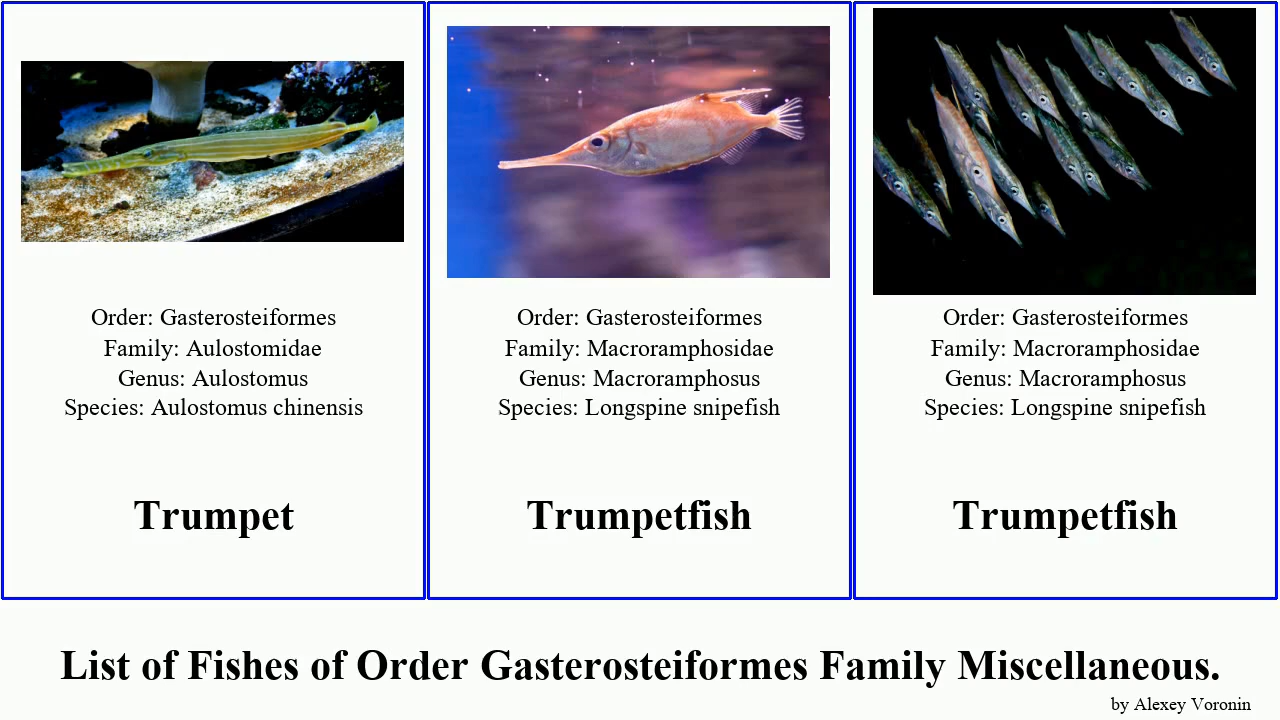 Order: Gasterosteiformes
Family: Aulostomidae
Genus: Aulostomus
Species: Aulostomus chinensis
Trumpet
Order: Gasterosteiformes
Family: Macroramphosidae
Genus: Macroramphosus
Species: Longspine snipefish
Trumpetfish
Order: Gasterosteiformes
Family: Macroramphosidae
Genus: Macroramphosus
Species: Longspine snipefish
Trumpetfish
List of Fishes of Order Gasterosteiformes Family Miscellaneous.
by Alexey Voronin